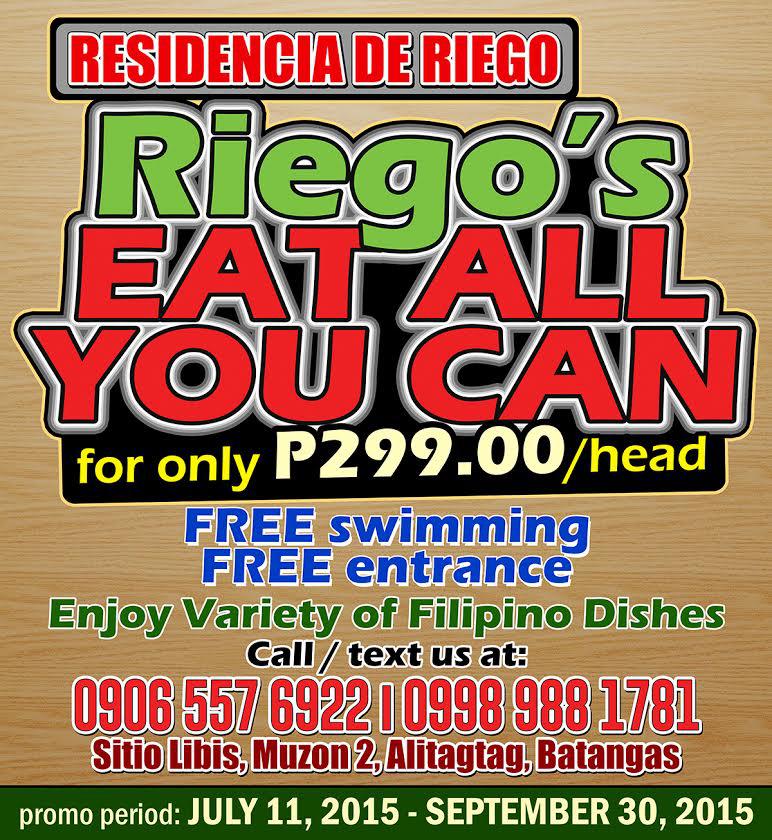 RESIDENCIA DE RIEGO
Riego's
EAT ALL
YOU CAN
for only P299.00/head
FREE swimming
FREE entrance
Enjoy Variety of Filipino Dishes
Call / text us at:
0906 557 6922 | 0998 988 1781
Sitio Libis, Muzon 2, Alitagtag, Batangas
promo period: JULY 11, 2015 - SEPTEMBER 30, 2015